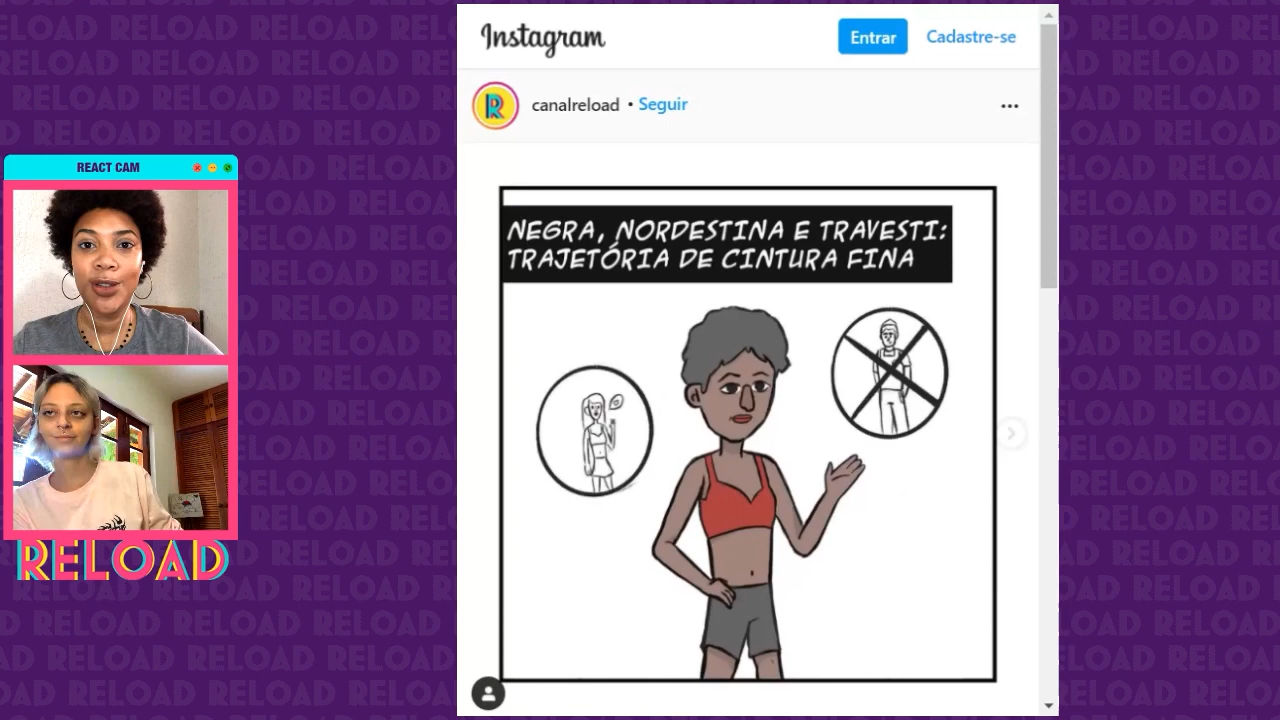 REACT CAM
RELOAD
Instagram
Entrar
Cadastre-se
R
canalreload • Seguir
NEGRA, NORDESTINA E TRAVESTI:
TRAJETÓRIA DE CINTURA FINA